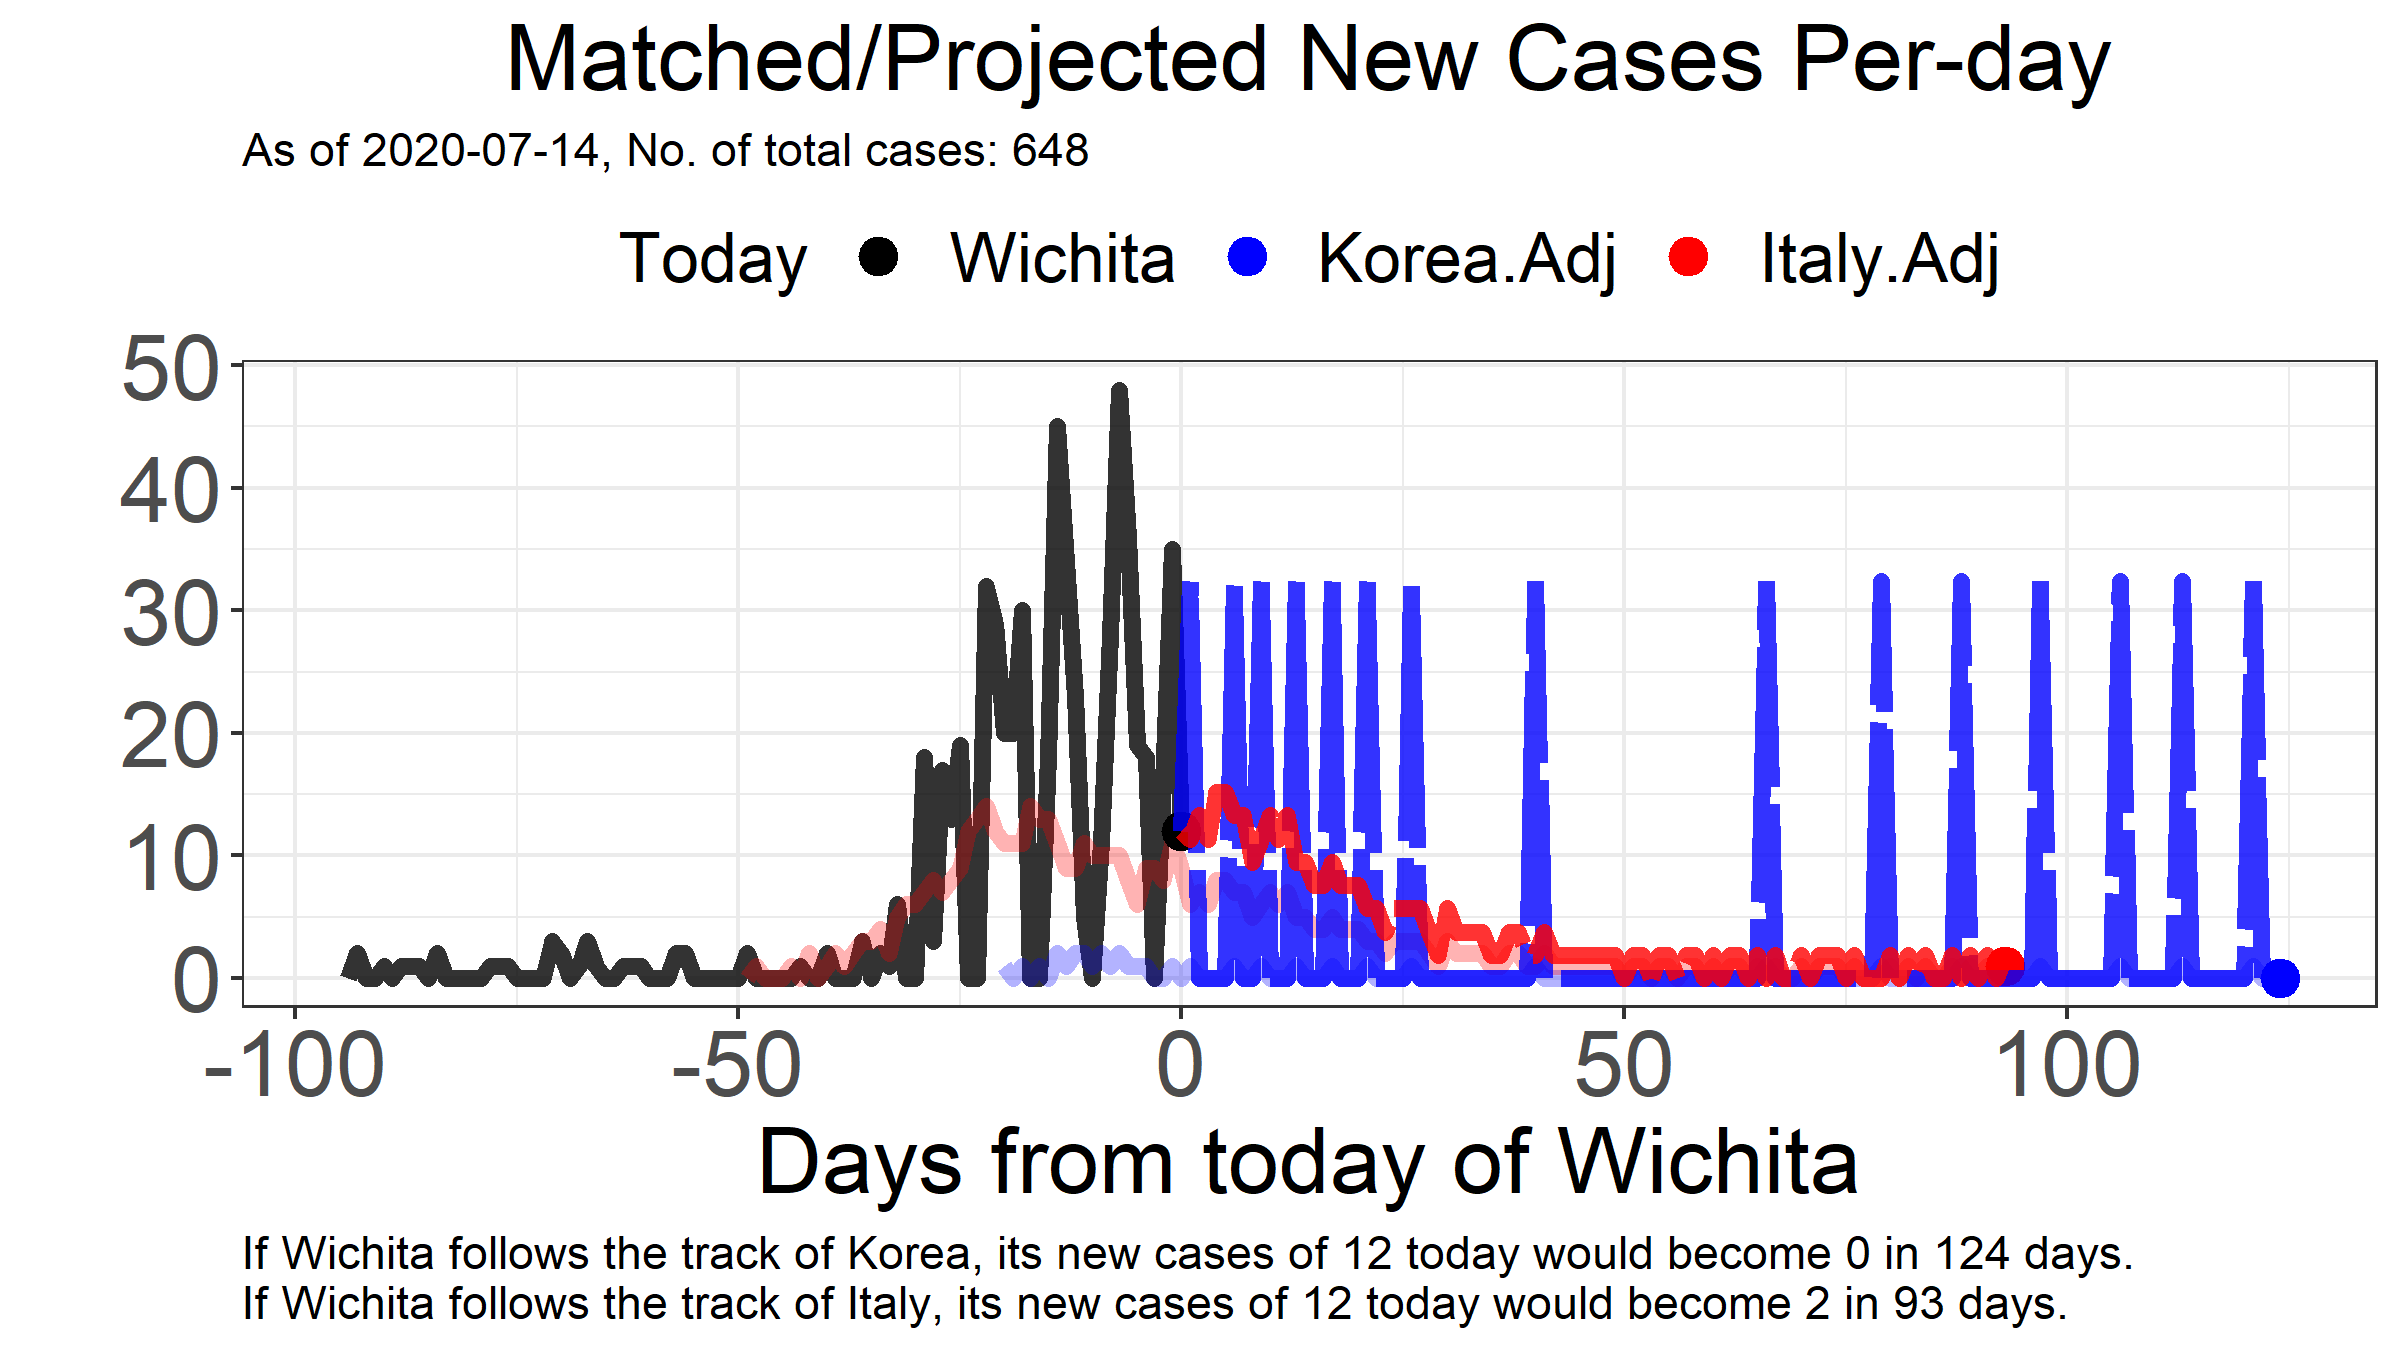 Matched/Projected New Cases Per-day
As of 2020-07-14, No. of total cases: 648
Today Wichita Korea.Adj Italy.Adj
50
40
30
20
10
0
-100 -50 0 50 100
Days from today of Wichita
If Wichita follows the track of Korea, its new cases of 12 today would become 0 in 124 days.
If Wichita follows the track of Italy, its new cases of 12 today would become 2 in 93 days.